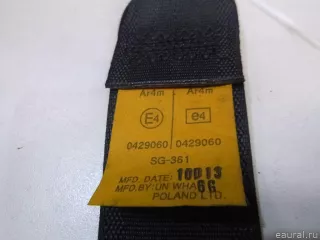 Ar4m Ar4m
E4 e4
0429060 0429060
SG-361
MFD. DATE: 10013
MFD.BY: UN WHA 6G
POLAND LTD.
eaural.ru